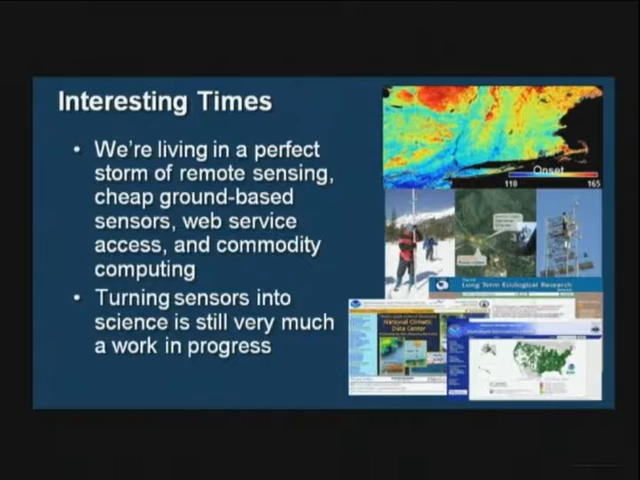 Interesting Times
• We're living in a perfect
storm of remote sensing,
cheap ground-based
sensors, web service
access, and commodity
computing
• Turning sensors into
science is still very much
a work in progress
Onset
110 165
Long Term Ecological Research
National Climatic
Data Center